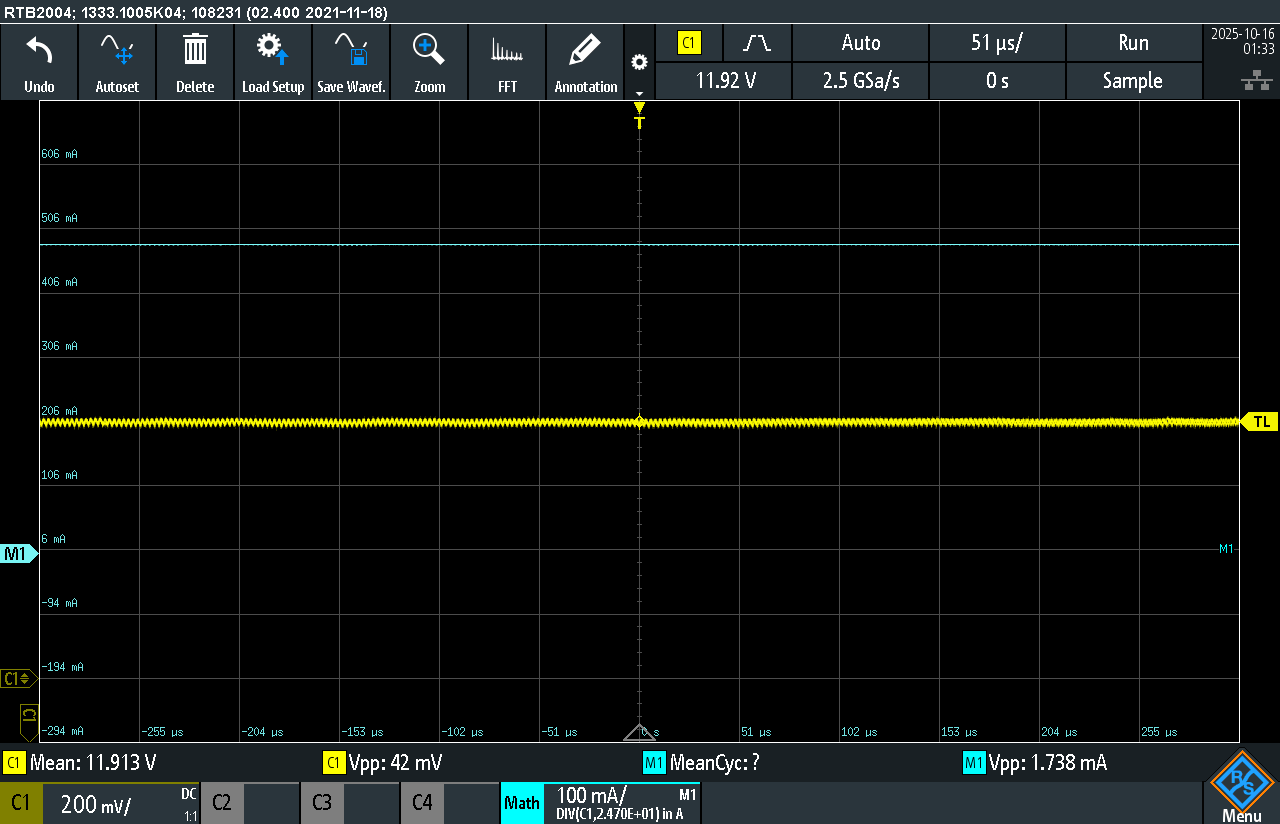 RTB2004; 1333.1005K04; 108231 (02.400 2021-11-18)
Undo
Autoset
Delete
Load Setup
Save Wavef.
Zoom
FFT
Annotation
C1
Auto
51 µs/
Run
11.92 V
2.5 GSa/s
0 s
Sample
2025-10-16
01:33
T
606 mA
506 mA
406 mA
306 mA
206 mA
TL
106 mA
6 mA
M1
M1
-94 mA
-194 mA
C1
C1
-294 mA
-255 µs
-204 µs
-153 µs
-102 µs
-51 µs
0 s
51 µs
102 µs
153 µs
204 µs
255 µs
C1 Mean: 11.913 V
C1 Vpp: 42 mV
M1 MeanCyc: ?
M1 Vpp: 1.738 mA
C1
200 mV/
DC
1:1
C2
C3
C4
Math
100 mA/
M1
DIV(C1,2.470E+01) in A
R&S
Menu